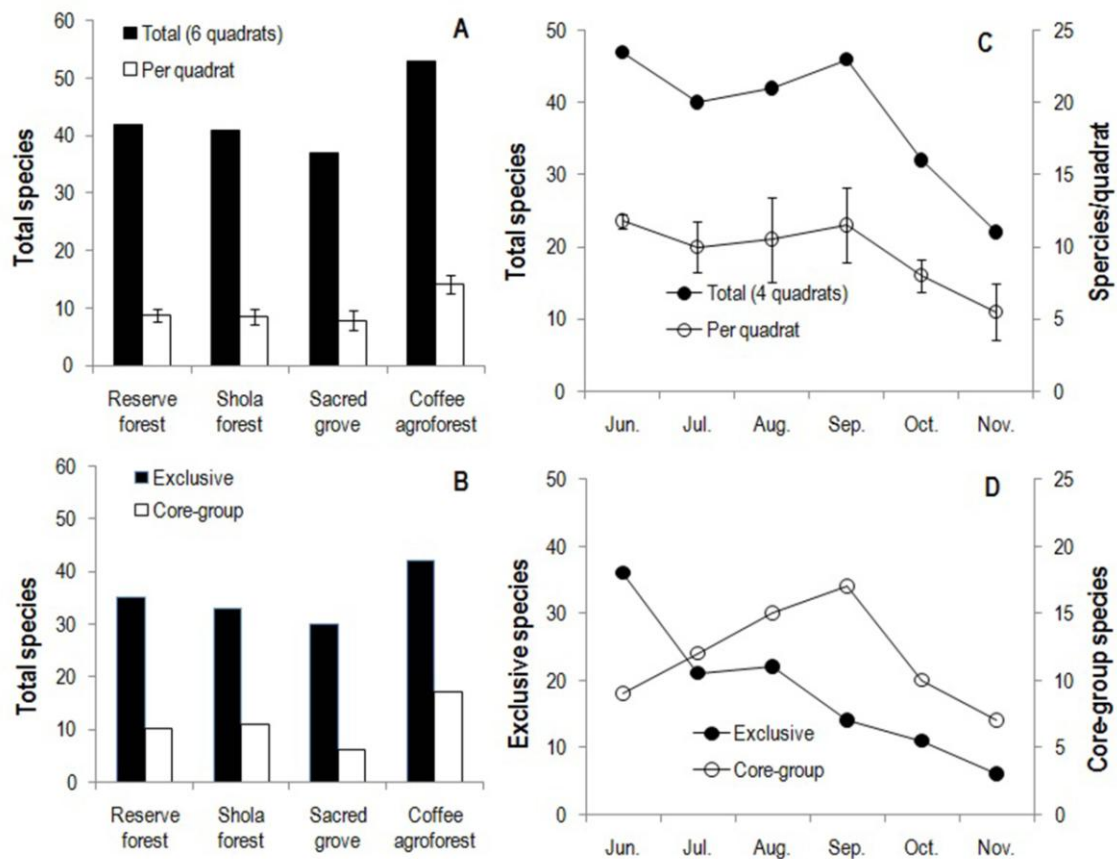 A
Total (6 quadrats)
Per quadrat
Total species
60
50
40
30
20
10
0
Reserve forest
Shola forest
Sacred grove
Coffee agroforest
C
Total species
50
40
30
20
10
0
Total (4 quadrats)
Per quadrat
25
20
15
10
5
0
Spercies/quadrat
Jun.
Jul.
Aug.
Sep.
Oct.
Nov.
B
Exclusive
Core-group
Total species
60
50
40
30
20
10
0
Reserve forest
Shola forest
Sacred grove
Coffee agroforest
D
Exclusive species
50
40
30
20
10
0
Exclusive
Core-group
25
20
15
10
5
0
Core-group species
Jun.
Jul.
Aug.
Sep.
Oct.
Nov.